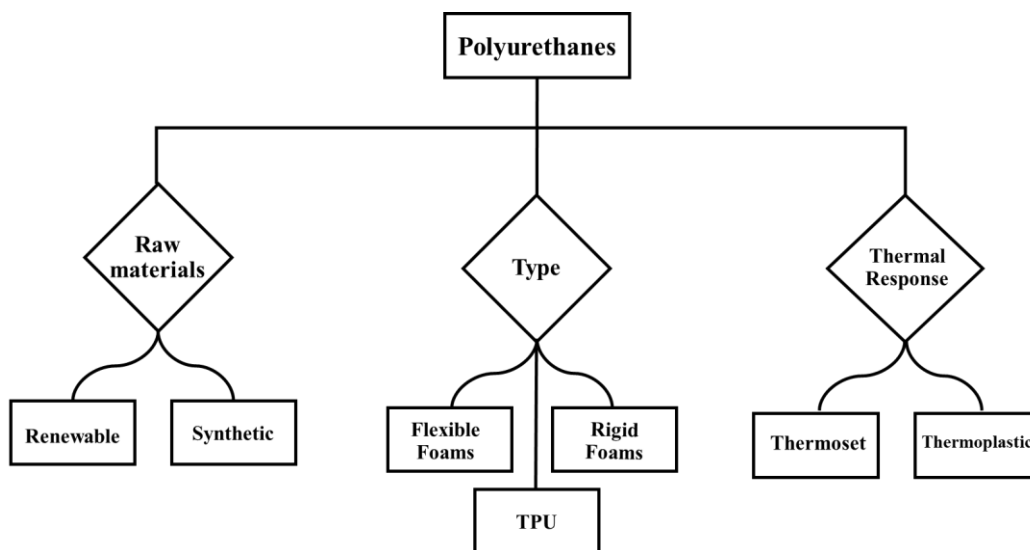 Polyurethanes
Raw
materials
Type
Thermal
Response
Renewable
Synthetic
Flexible
Foams
Rigid
Foams
TPU
Thermoset
Thermoplastic